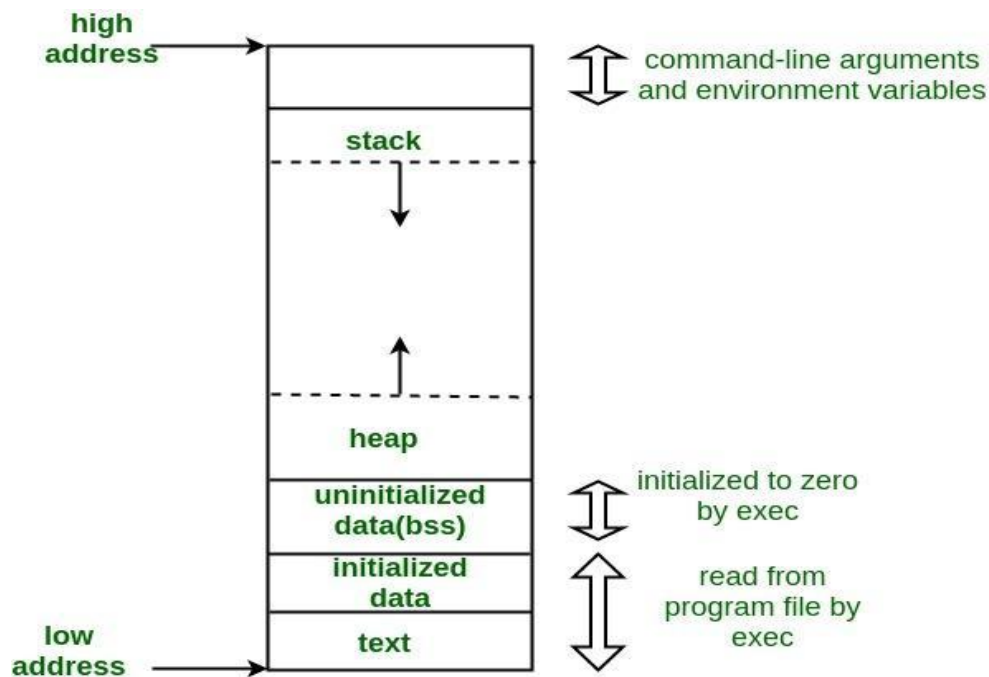 high
address
command-line arguments
and environment variables
stack
heap
uninitialized
data(bss)
initialized to zero
by exec
initialized
data
read from
program file by
exec
text
low
address